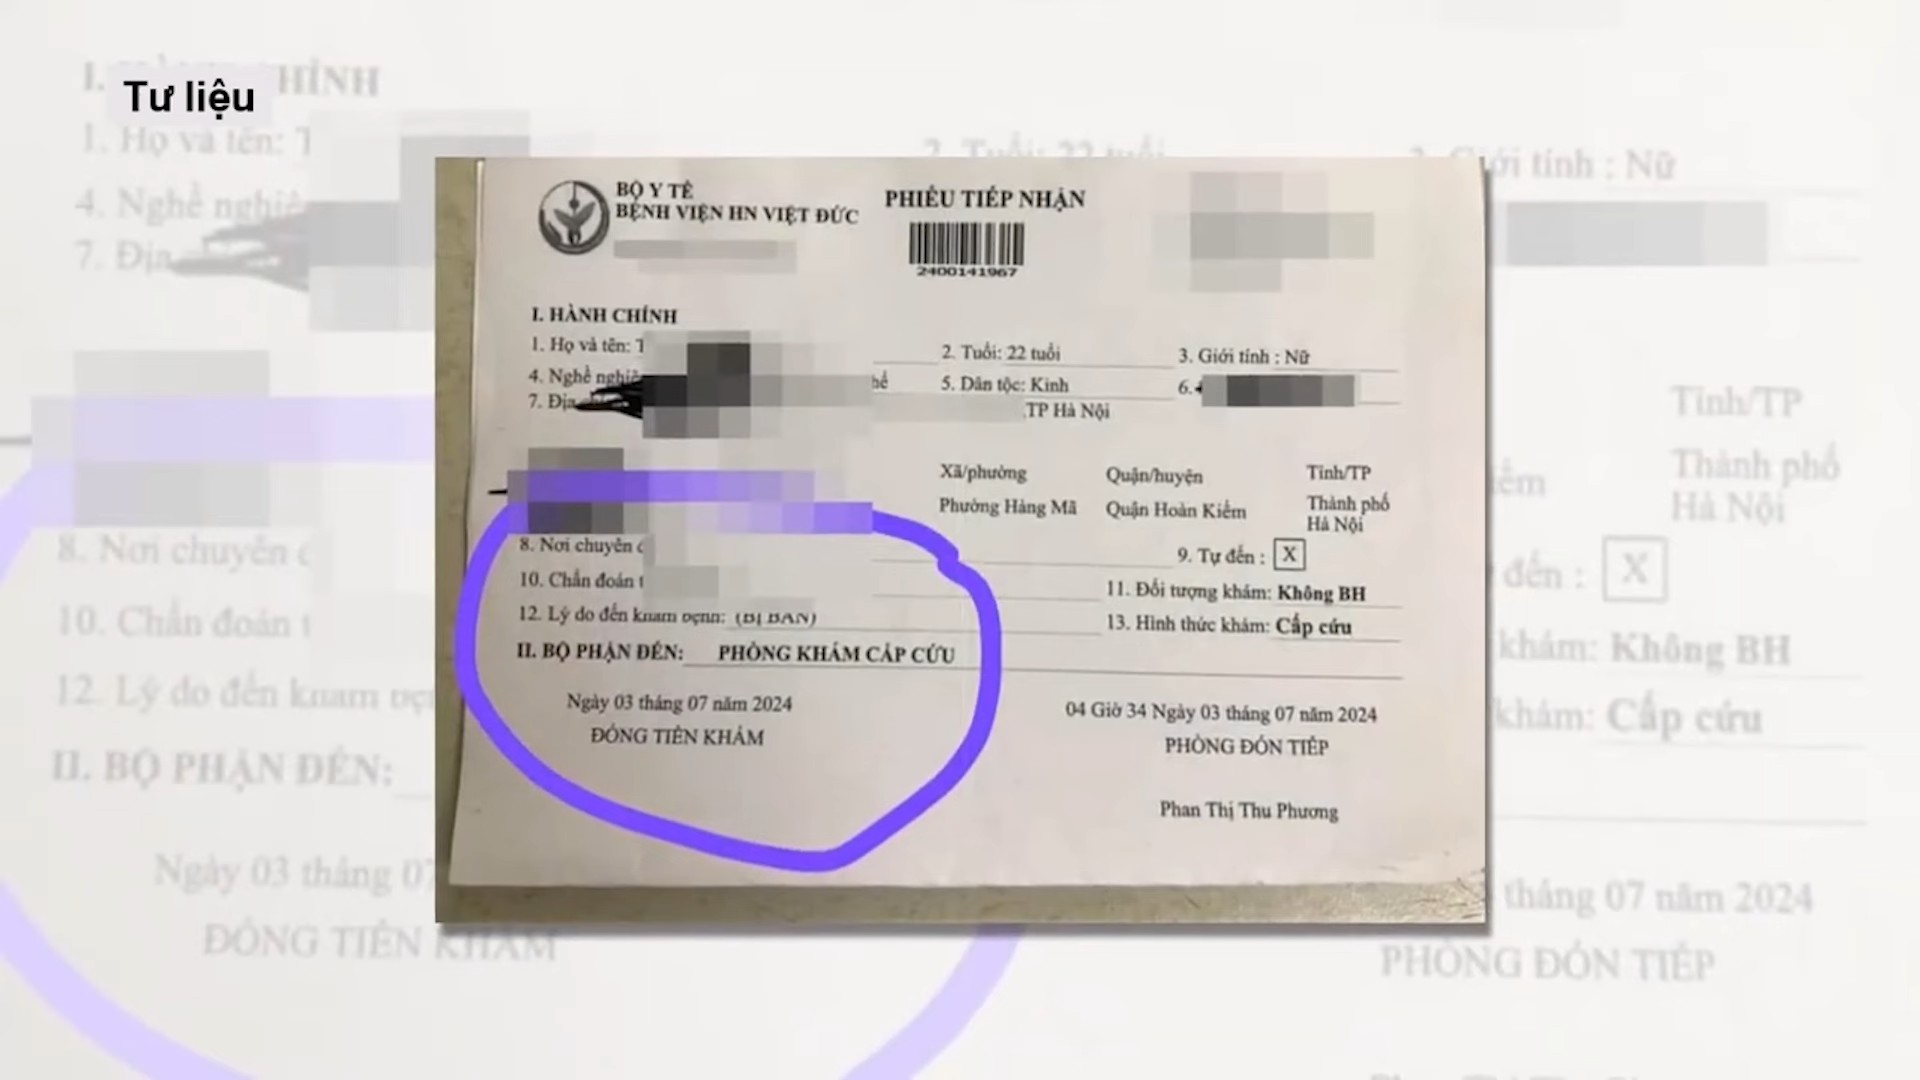 Tư liệu
BỘ Y TẾ
BỆNH VIỆN HN VIỆT ĐỨC
PHIẾU TIẾP NHẬN
2400141967
I. HÀNH CHÍNH
1. Họ và tên: T
2. Tuổi: 22 tuổi
3. Giới tính : Nữ
4. Nghề nghiệ
5. Dân tộc: Kinh
6.
7. Địa
TP Hà Nội
Xã/phường Quận/huyện Tỉnh/TP
Phường Hàng Mã Quận Hoàn Kiếm Thành phố
Hà Nội
8. Nơi chuyển đ
9. Tự đến : X
10. Chẩn đoán t
11. Đối tượng khám: Không BH
12. Lý do đến khám bệnh: (BỊ BẮN)
13. Hình thức khám: Cấp cứu
II. BỘ PHẬN ĐẾN: PHÒNG KHÁM CẤP CỨU
Ngày 03 tháng 07 năm 2024
ĐÓNG TIỀN KHÁM
04 Giờ 34 Ngày 03 tháng 07 năm 2024
PHÒNG ĐÓN TIẾP
Phan Thị Thu Phương